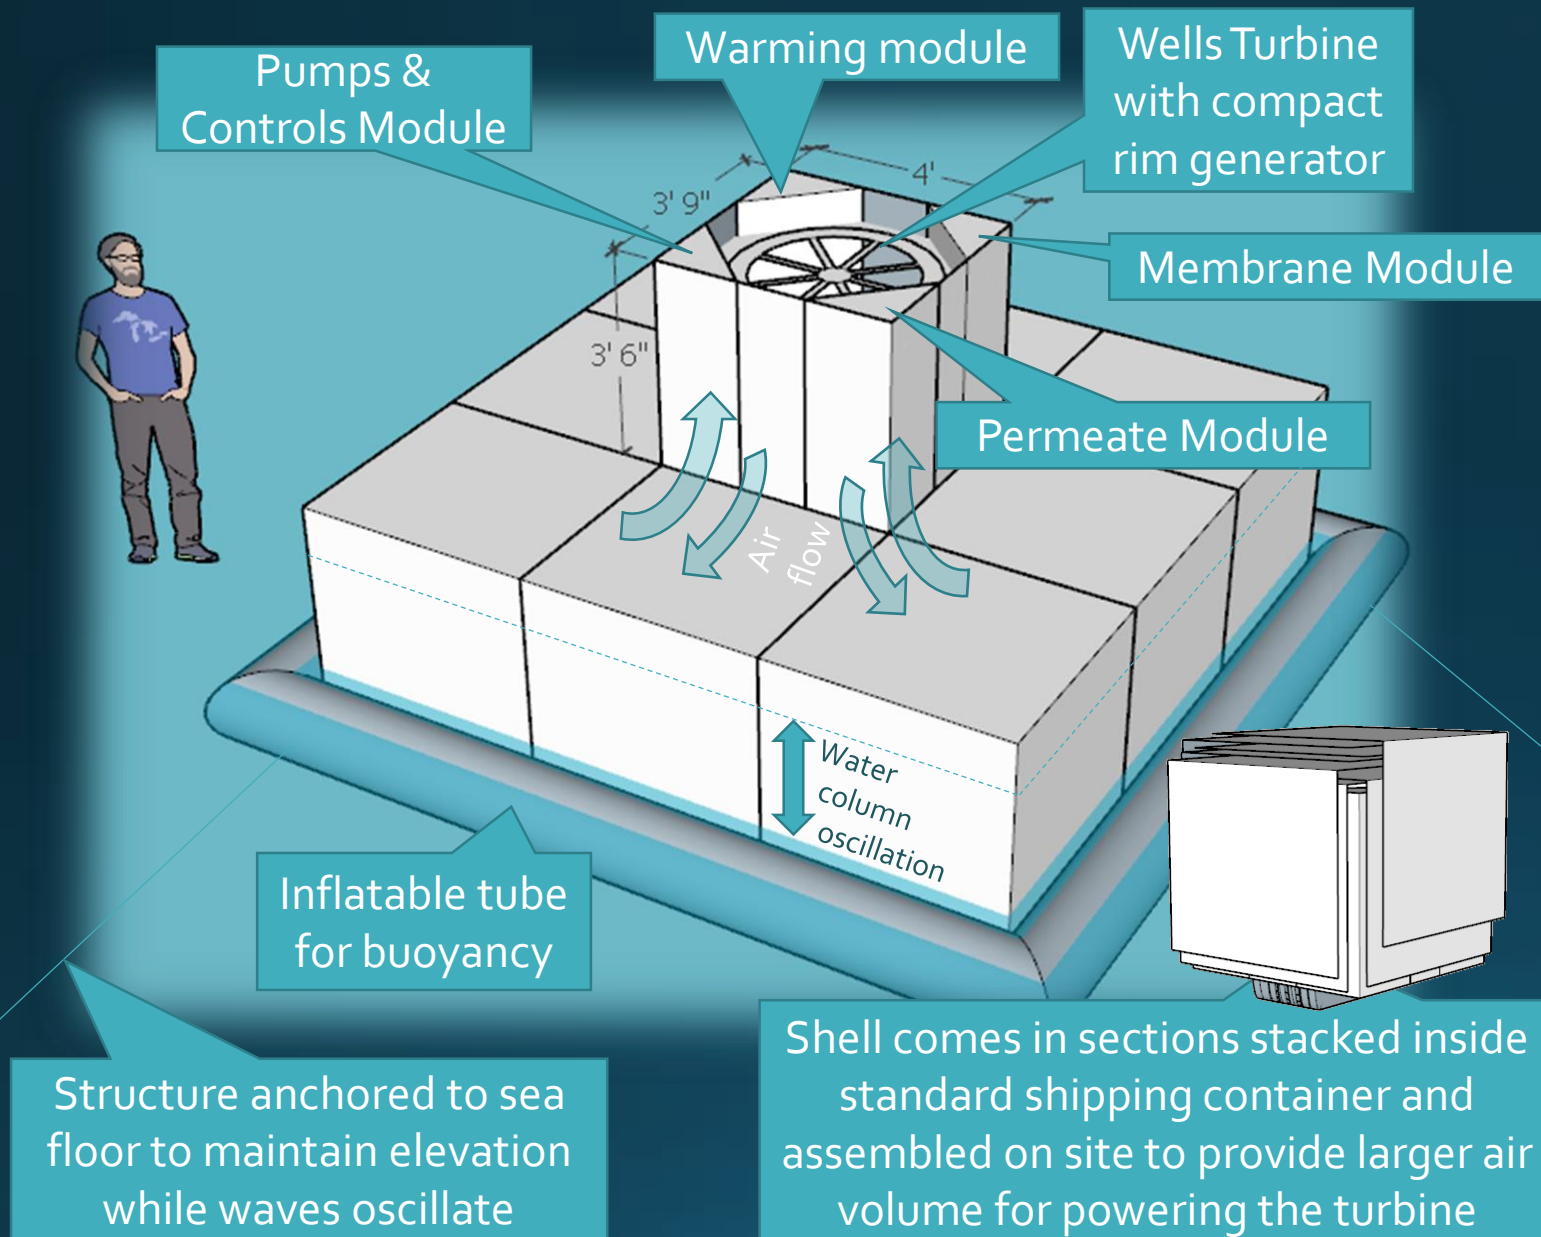 Pumps &
Controls Module
Warming module
Wells Turbine
with compact
rim generator
3' 9"
4'
Membrane Module
3' 6"
Permeate Module
Air
flow
Water
column
oscillation
Inflatable tube
for buoyancy
Structure anchored to sea
floor to maintain elevation
while waves oscillate
Shell comes in sections stacked inside
standard shipping container and
assembled on site to provide larger air
volume for powering the turbine